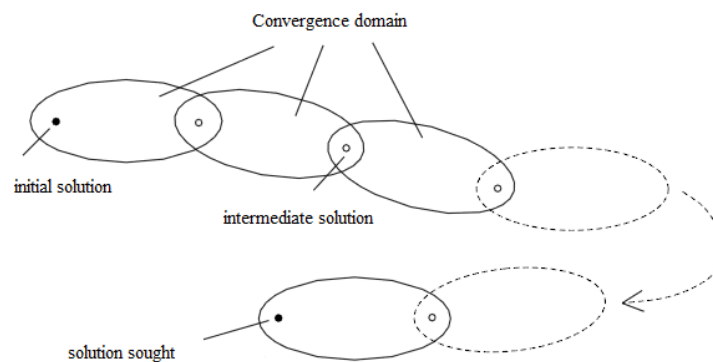 Convergence domain
initial solution
intermediate solution
solution sought